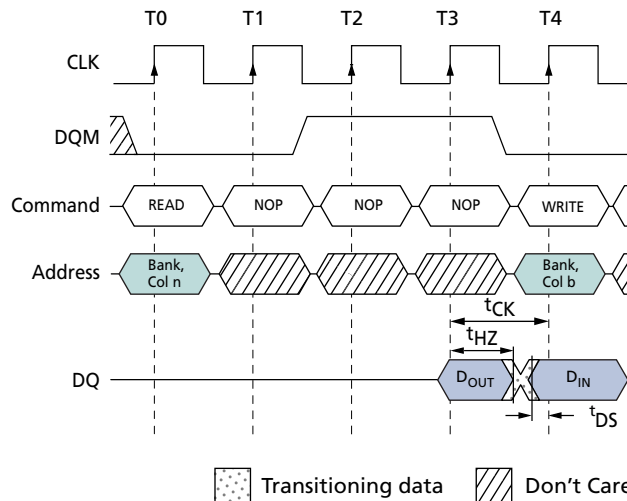 T0 T1 T2 T3 T4
CLK
DQM
Command READ NOP NOP NOP WRITE
Address Bank, Col n Bank, Col b
tCK
tHZ
DQ DOUT DIN
tDS
Transitioning data Don't Care